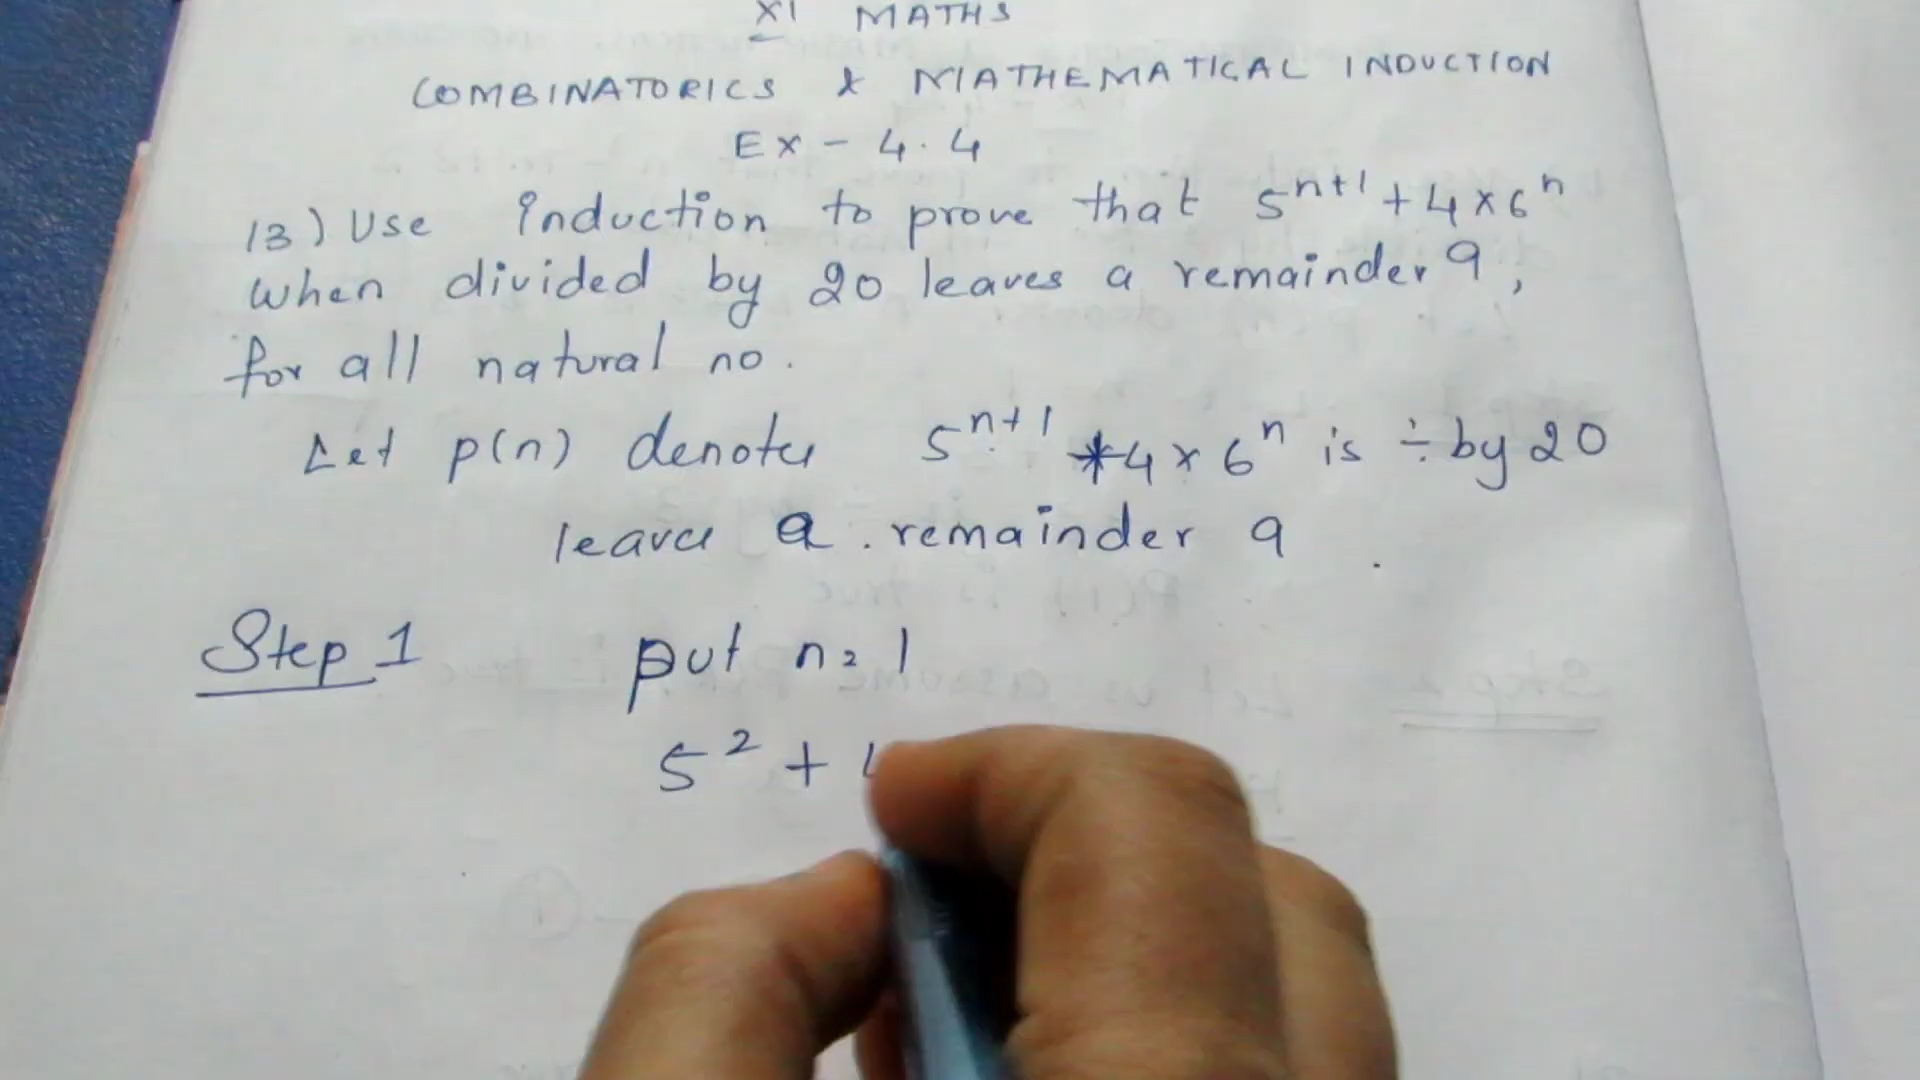 XI MATHS
COMBINATORICS & MATHEMATICAL INDUCTION
EX - 4.4
13) Use induction to prove that 5^{n+1} + 4 x 6^n
when divided by 20 leaves a remainder 9,
for all natural no.
Let p(n) denotes 5^{n+1} + 4 x 6^n is ÷ by 20
leaves a remainder 9
Step 1 put n = 1
5^2 +